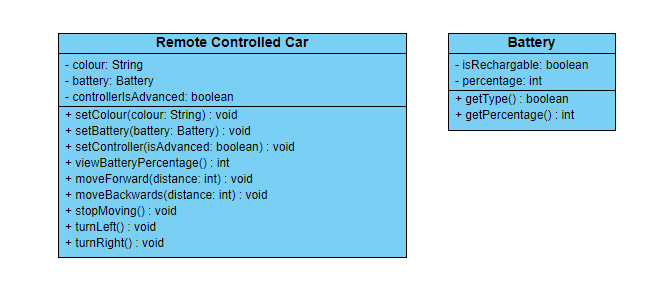 Remote Controlled Car
- colour: String
- battery: Battery
- controllerIsAdvanced: boolean
+ setColour(colour: String) : void
+ setBattery(battery: Battery) : void
+ setController(isAdvanced: boolean) : void
+ viewBatteryPercentage() : int
+ moveForward(distance: int) : void
+ moveBackwards(distance: int) : void
+ stopMoving() : void
+ turnLeft() : void
+ turnRight() : void
Battery
- isRechargable: boolean
- percentage: int
+ getType() : boolean
+ getPercentage() : int